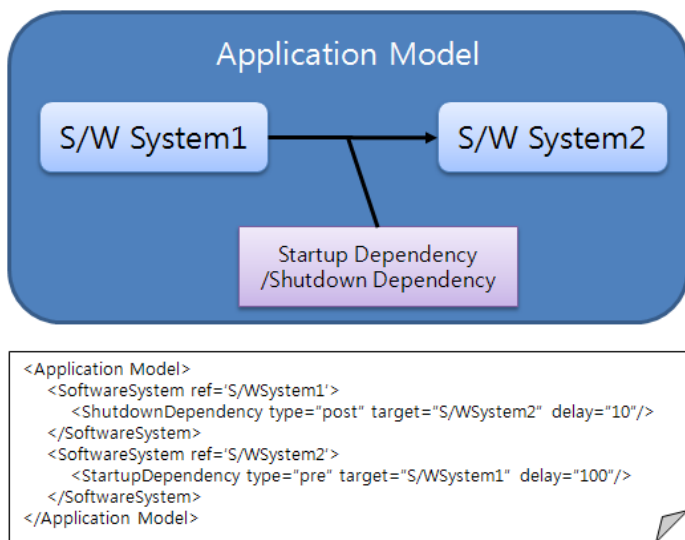 Application Model
S/W System1
S/W System2
Startup Dependency
/Shutdown Dependency
<Application Model>
<SoftwareSystem ref='S/WSystem1'>
<ShutdownDependency type="post" target="S/WSystem2" delay="10"/>
</SoftwareSystem>
<SoftwareSystem ref='S/WSystem2'>
<StartupDependency type="pre" target="S/WSystem1" delay="100"/>
</SoftwareSystem>
</Application Model>